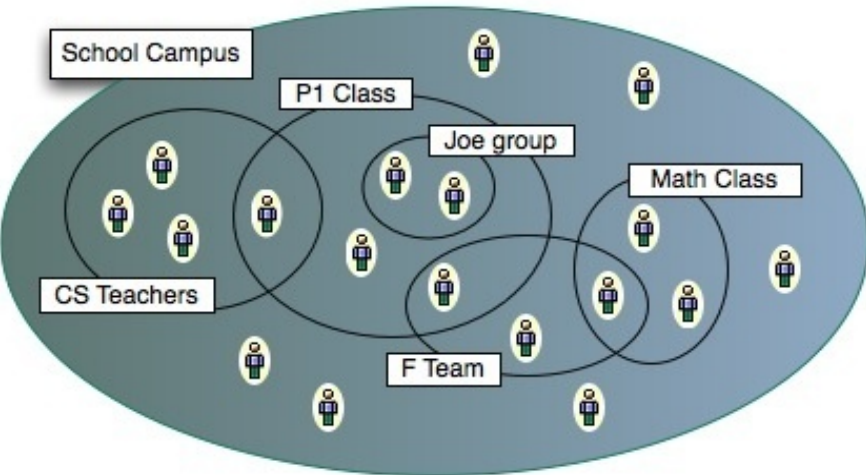 School Campus
P1 Class
Joe group
Math Class
CS Teachers
F Team